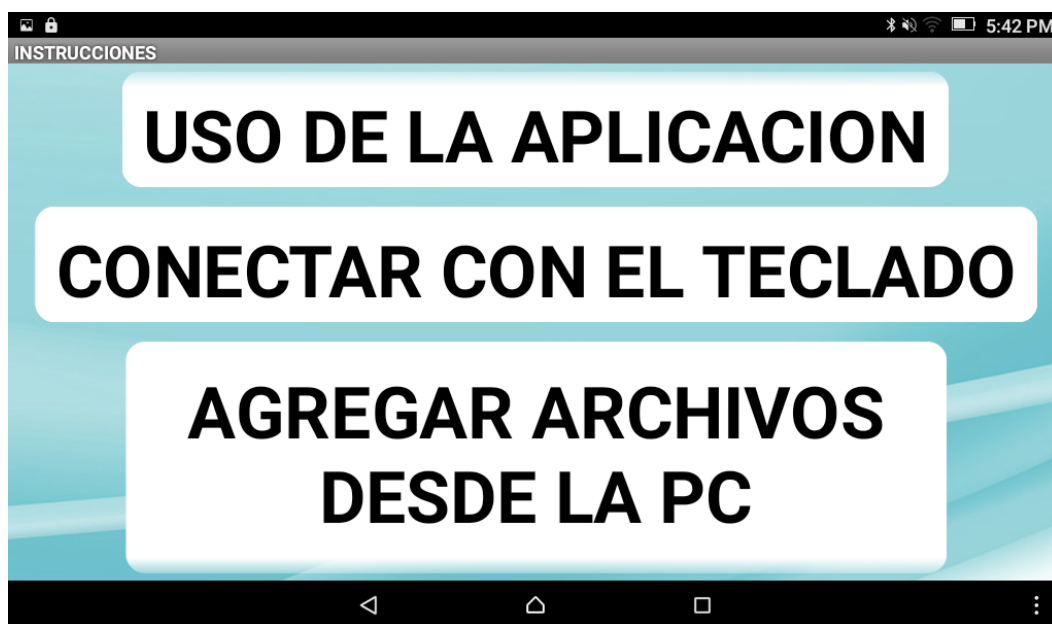 5:42 PM
INSTRUCCIONES
USO DE LA APLICACION
CONECTAR CON EL TECLADO
AGREGAR ARCHIVOS
DESDE LA PC